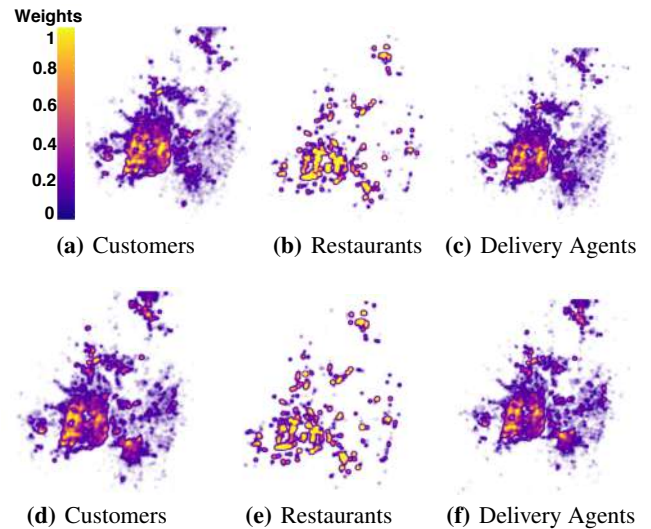 Weights
1
0.8
0.6
0.4
0.2
0
(a) Customers
(b) Restaurants
(c) Delivery Agents
(d) Customers
(e) Restaurants
(f) Delivery Agents